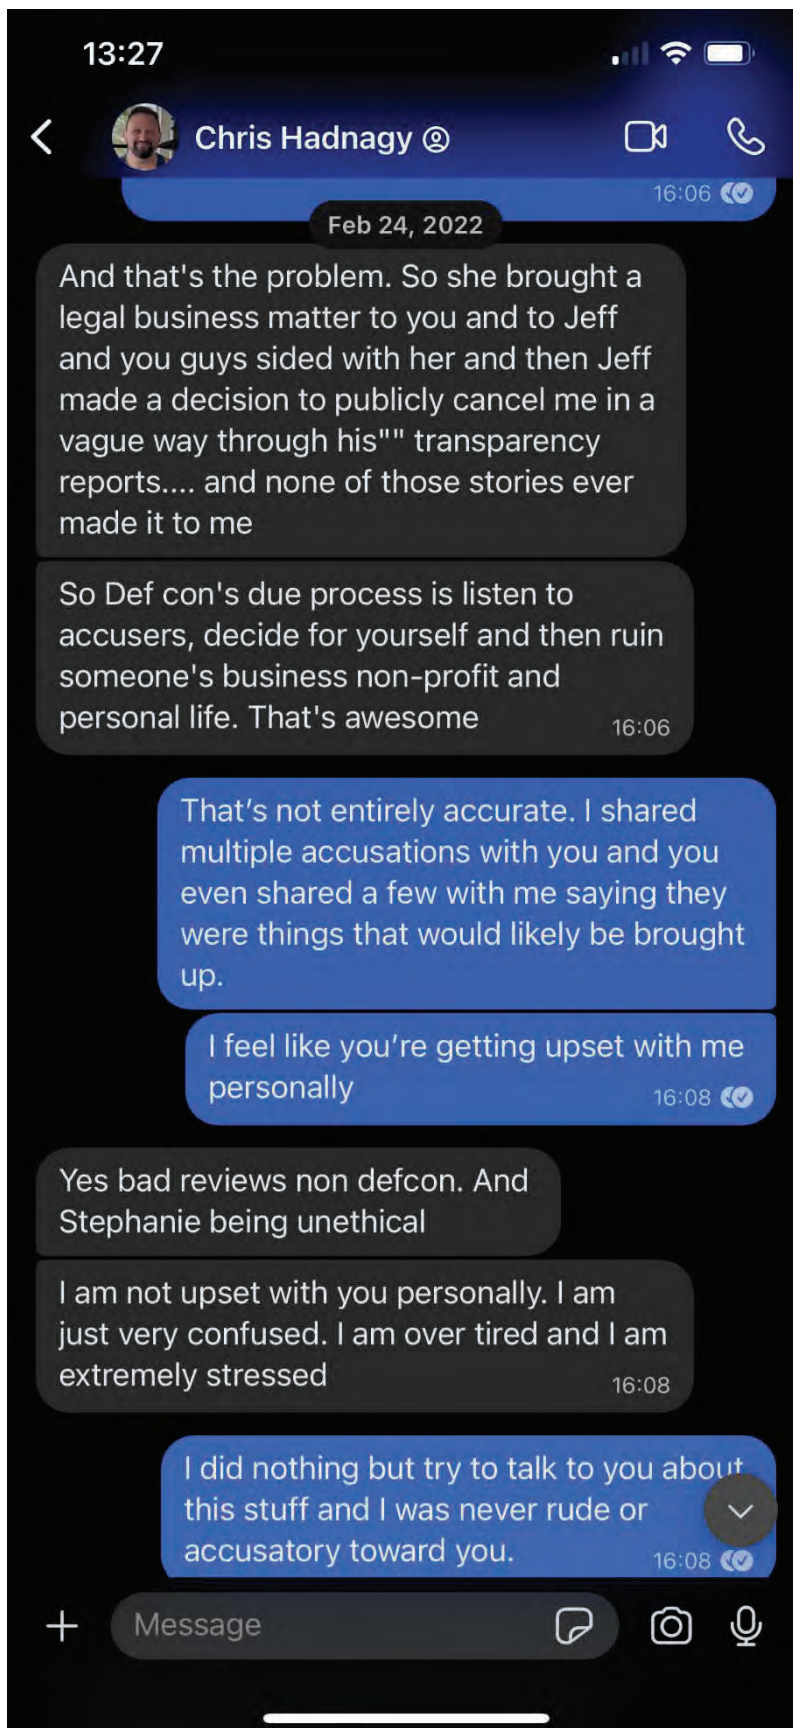 13:27
Chris Hadnagy
16:06
Feb 24, 2022
And that's the problem. So she brought a
legal business matter to you and to Jeff
and you guys sided with her and then Jeff
made a decision to publicly cancel me in a
vague way through his"" transparency
reports.... and none of those stories ever
made it to me
So Def con's due process is listen to
accusers, decide for yourself and then ruin
someone's business non-profit and
personal life. That's awesome
16:06
That’s not entirely accurate. I shared
multiple accusations with you and you
even shared a few with me saying they
were things that would likely be brought
up.
I feel like you’re getting upset with me
personally
16:08
Yes bad reviews non defcon. And
Stephanie being unethical
I am not upset with you personally. I am
just very confused. I am over tired and I am
extremely stressed
16:08
I did nothing but try to talk to you about
this stuff and I was never rude or
accusatory toward you.
16:08
Message